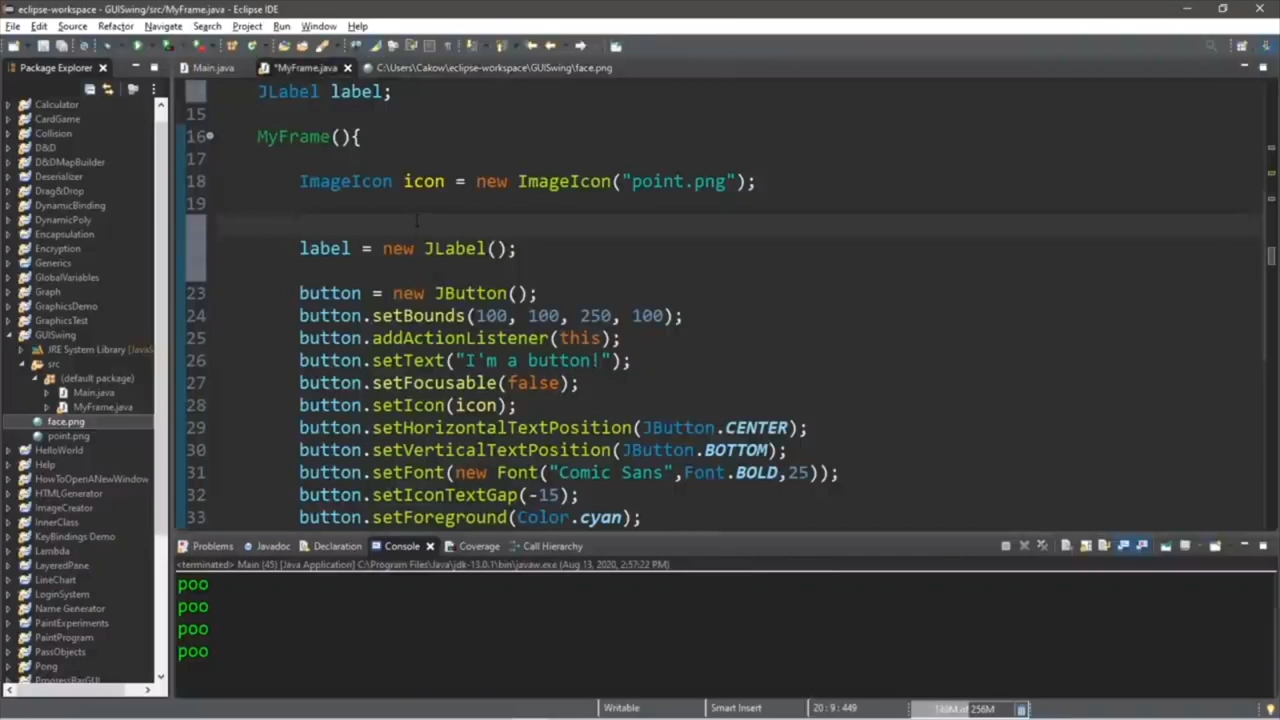 eclipse-workspace - GUISwing/src/MyFrame.java - Eclipse IDE
File Edit Source Refactor Navigate Search Project Run Window Help
Package Explorer
Main.java *MyFrame.java C:\Users\Cakow\eclipse-workspace\GUISwing\face.png
Calculator
CardGame
Collision
D&D
D&DMapBuilder
Deserializer
Drag&Drop
DynamicBinding
DynamicPoly
Encapsulation
Encryption
Generics
GlobalVariables
Graph
GraphicsDemo
GraphicsTest
GUISwing
JRE System Library [JavaS
src
(default package)
Main.java
MyFrame.java
face.png
point.png
HelloWorld
Help
HowToOpenANewWindow
HTMLGenerator
ImageCreator
InnerClass
KeyBindings Demo
Lambda
LayeredPane
LineChart
LoginSystem
Name Generator
PaintExperiments
PaintProgram
PassObjects
Pong
ProgressBarGUI
JLabel label;
15
16 MyFrame(){
17
18 ImageIcon icon = new ImageIcon("point.png");
19
label = new JLabel();
23 button = new JButton();
24 button.setBounds(100, 100, 250, 100);
25 button.addActionListener(this);
26 button.setText("I'm a button!");
27 button.setFocusable(false);
28 button.setIcon(icon);
29 button.setHorizontalTextPosition(JButton.CENTER);
30 button.setVerticalTextPosition(JButton.BOTTOM);
31 button.setFont(new Font("Comic Sans",Font.BOLD,25));
32 button.setIconTextGap(-15);
33 button.setForeground(Color.cyan);
Problems Javadoc Declaration Console Coverage Call Hierarchy
<terminated> Main (45) [Java Application] C:\Program Files\Java\jdk-13.0.1\bin\javaw.exe (Aug 13, 2020, 2:57:22 PM)
poo
poo
poo
poo
Writable Smart Insert 20 : 9 : 449 of 256M